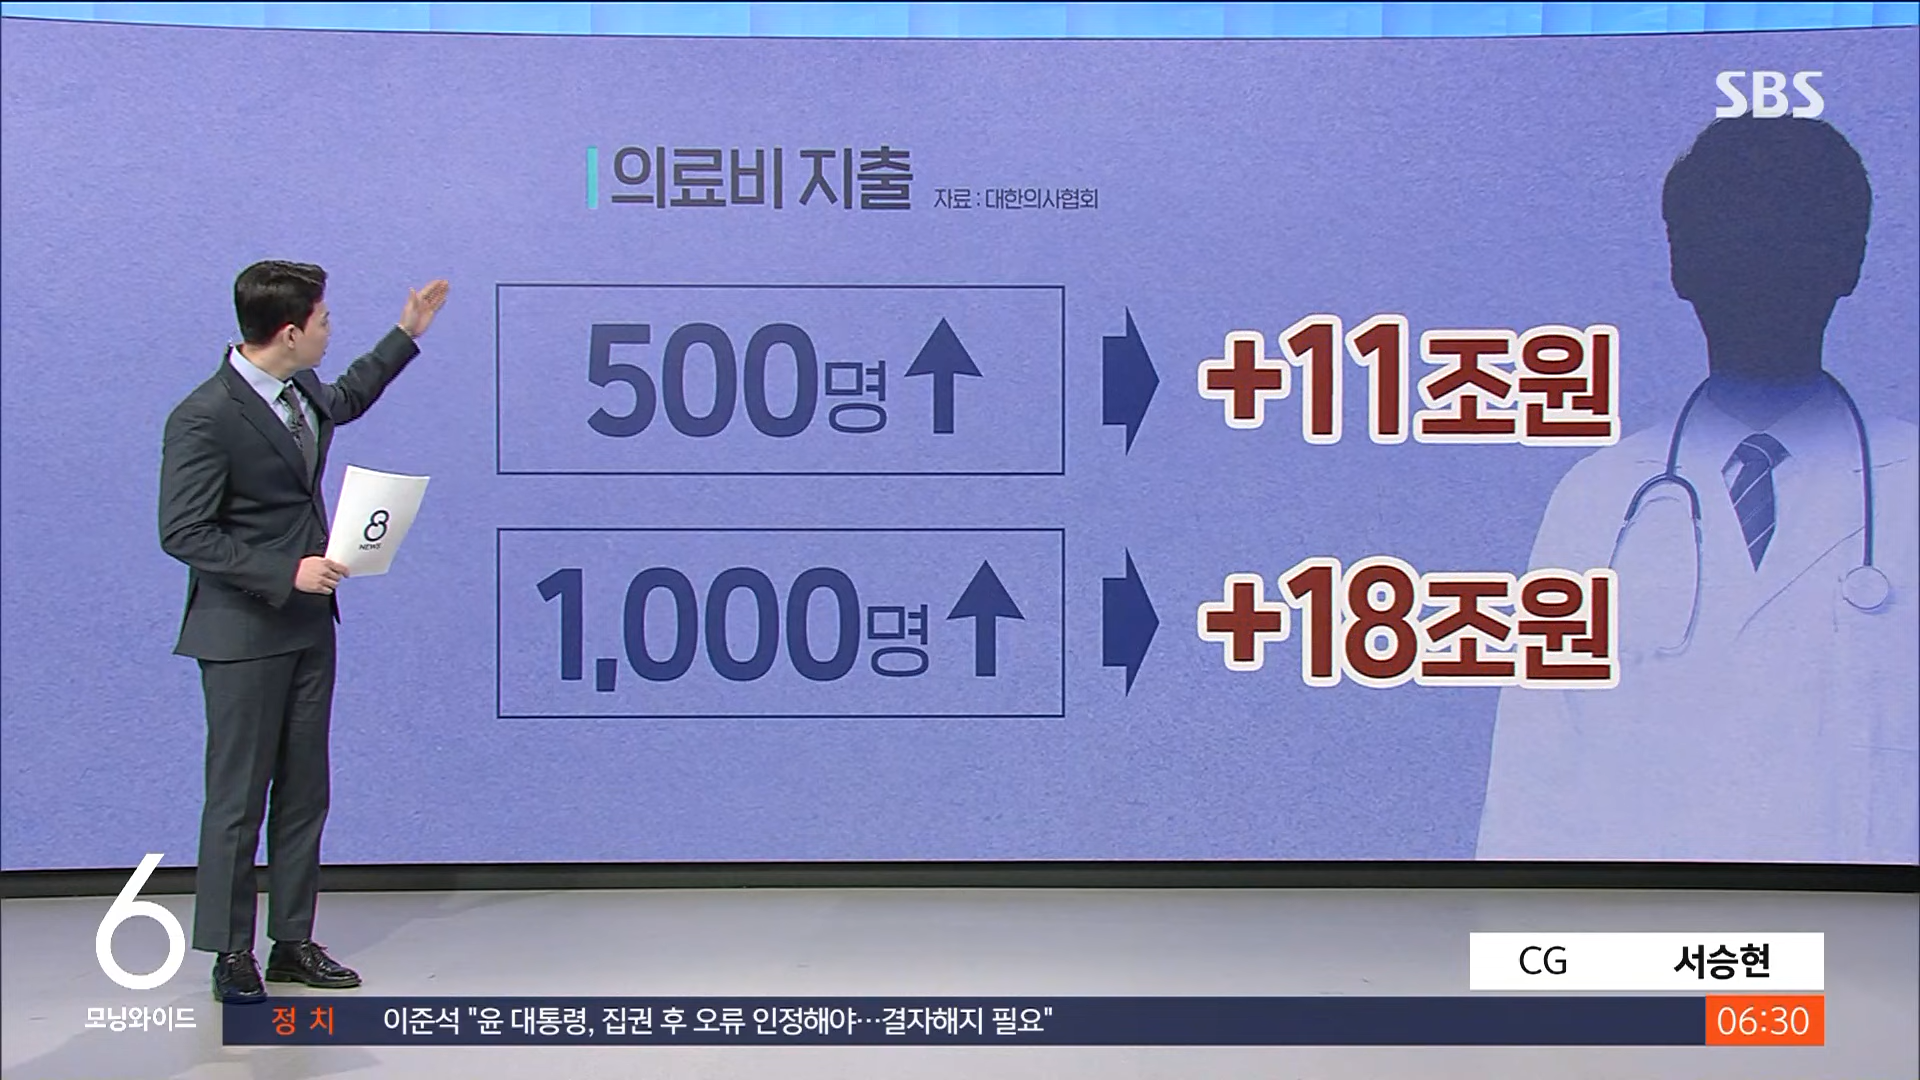 SBS
의료비 지출 자료 : 대한의사협회
500명↑ +11조원
1,000명↑ +18조원
8
NEWS
6
모닝와이드
CG 서승현
정 치 이준석 "윤 대통령, 집권 후 오류 인정해야…결자해지 필요" 06:30